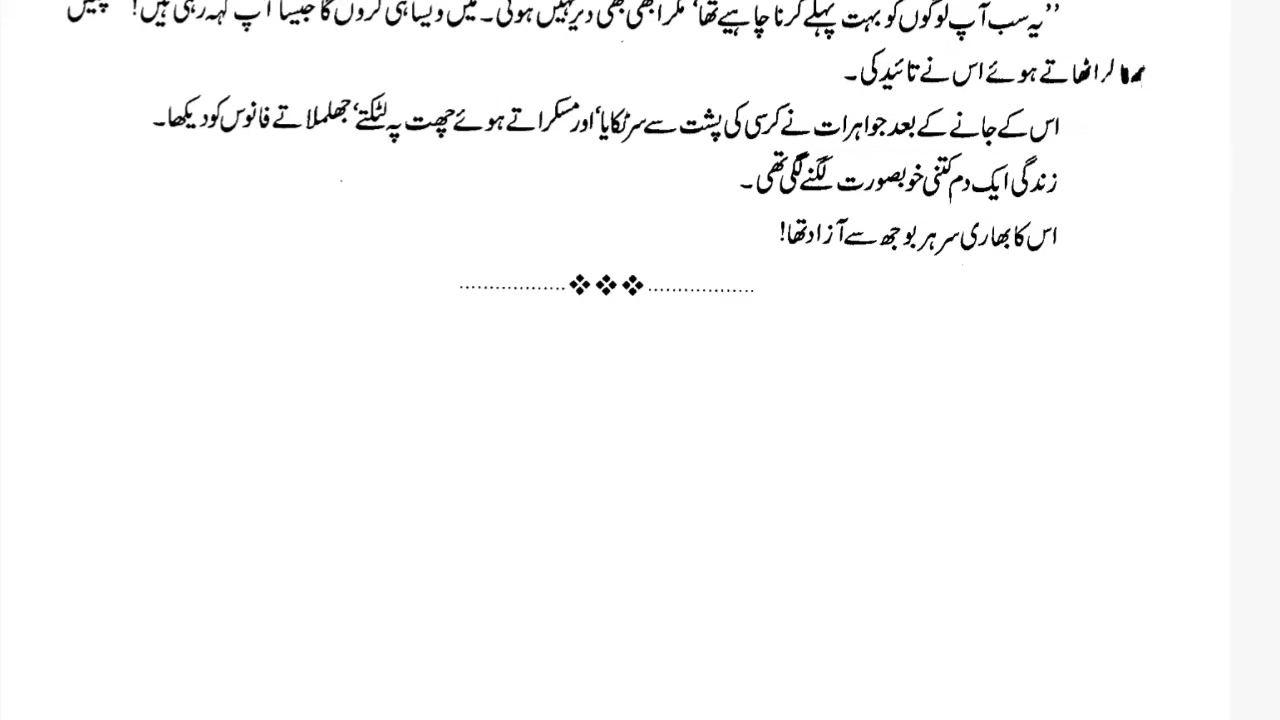 ’’یہ سب آپ لوگوں کو بہت پہلے کرنا چاہیے تھا‘ مگر ابھی بھی دیر نہیں ہوئی۔ میں ویسا ہی کروں گا جیسا آپ کہہ رہی ہیں!
اٹھاتے ہوئے اس نے تائید کی۔
اس کے جانے کے بعد جواہرات نے کرسی کی پشت سے سر ٹکایا‘ اور مسکراتے ہوئے چھت پہ لٹکتے‘ جھلملاتے فانوس کو دیکھا۔
زندگی ایک دم کتنی خوبصورت لگنے لگی تھی۔
اس کا بھاری سر ہر بوجھ سے آزاد تھا!